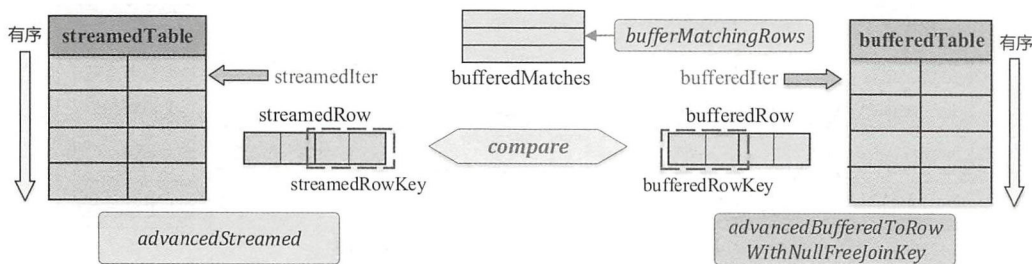 有序
streamedTable
streamedIter
streamedRow
streamedRowKey
advancedStreamed
bufferMatchingRows
bufferedMatches
compare
bufferedTable
有序
bufferedIter
bufferedRow
bufferedRowKey
advancedBufferedToRow
WithNullFreeJoinKey